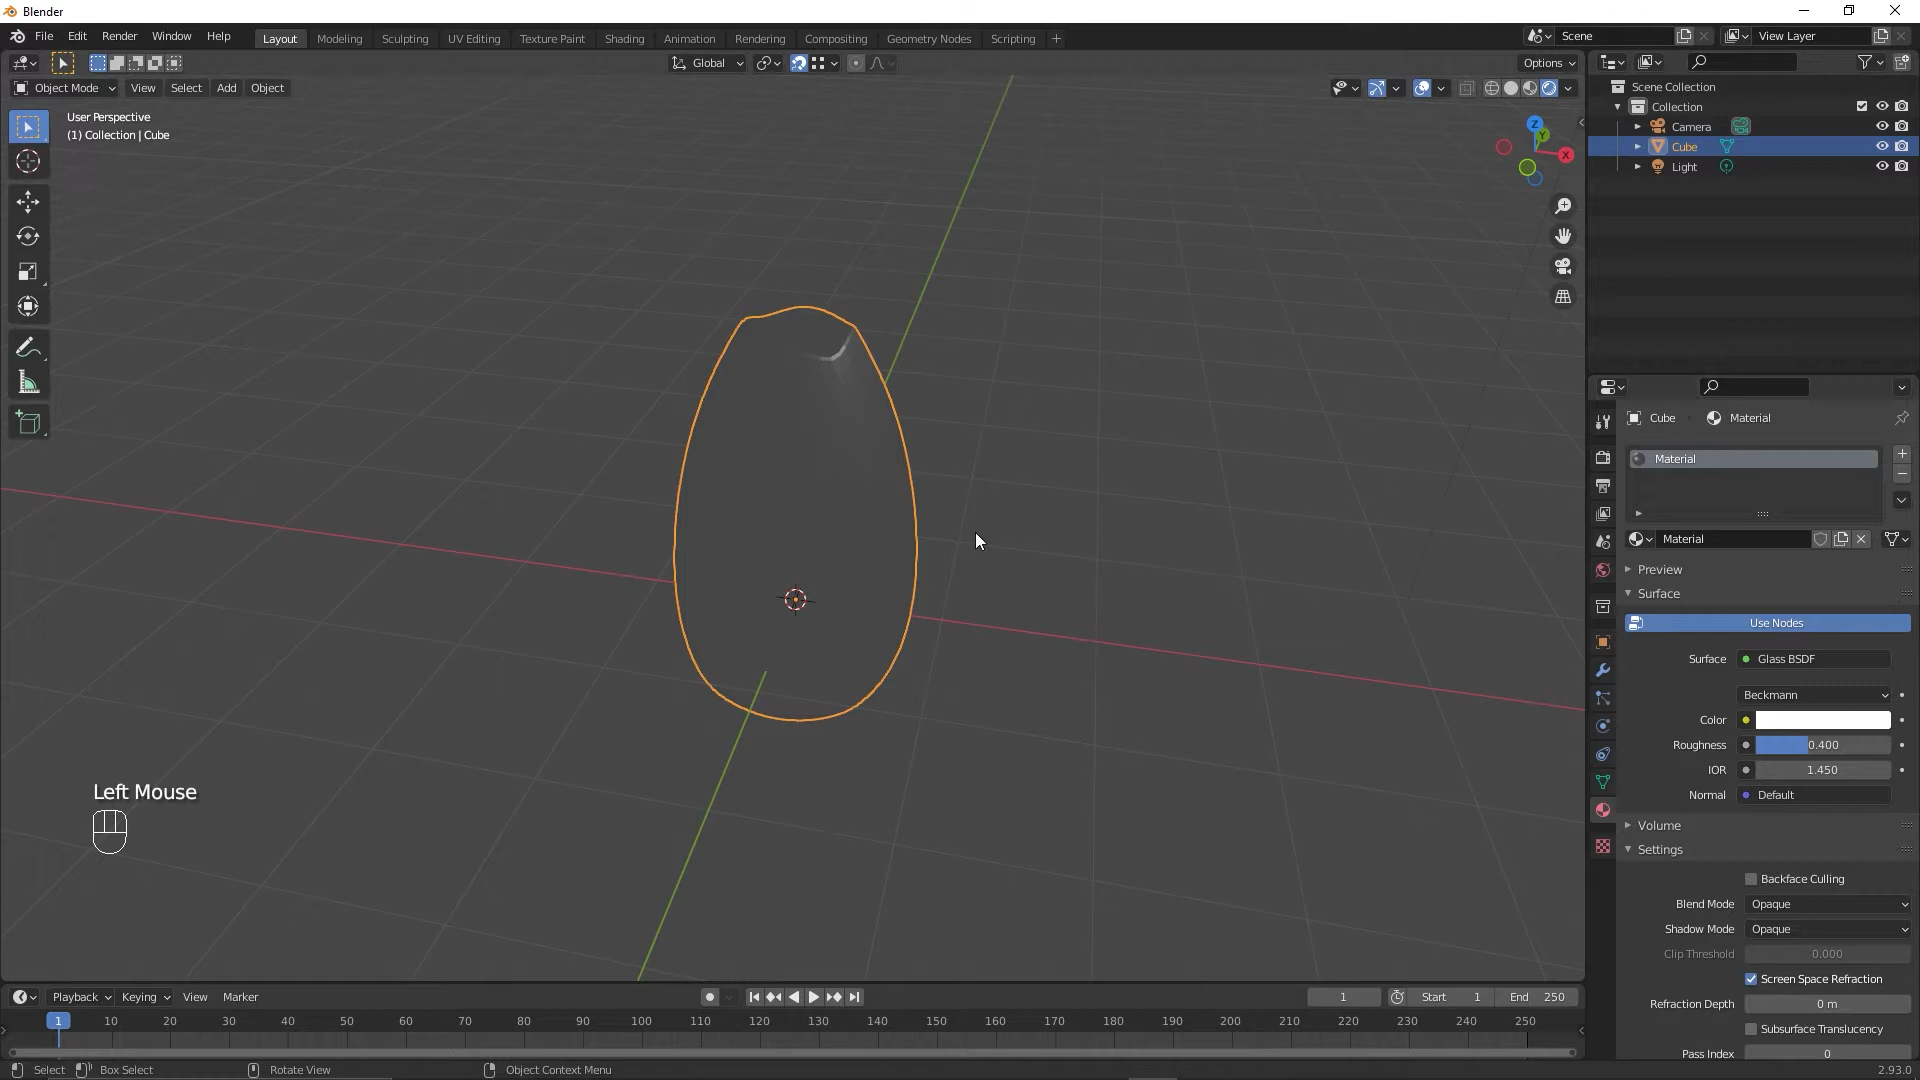 Blender
File Edit Render Window Help
Layout Modeling Sculpting UV Editing Texture Paint Shading Animation Rendering Compositing Geometry Nodes Scripting +
Scene
View Layer
Global
Options
Object Mode View Select Add Object
User Perspective
(1) Collection | Cube
Z
Y
X
Scene Collection
Collection
Camera
Cube
Light
Cube Material
Material
Material
Preview
Surface
Use Nodes
Surface Glass BSDF
Beckmann
Color
Roughness 0.400
IOR 1.450
Normal Default
Volume
Settings
Backface Culling
Blend Mode Opaque
Shadow Mode Opaque
Clip Threshold 0.000
Screen Space Refraction
Refraction Depth 0 m
Subsurface Translucency
Pass Index 0
Left Mouse
Playback Keying View Marker
1 Start 1 End 250
1 10 20 30 40 50 60 70 80 90 100 110 120 130 140 150 160 170 180 190 200 210 220 230 240 250
Select Box Select Rotate View Object Context Menu 2.93.0